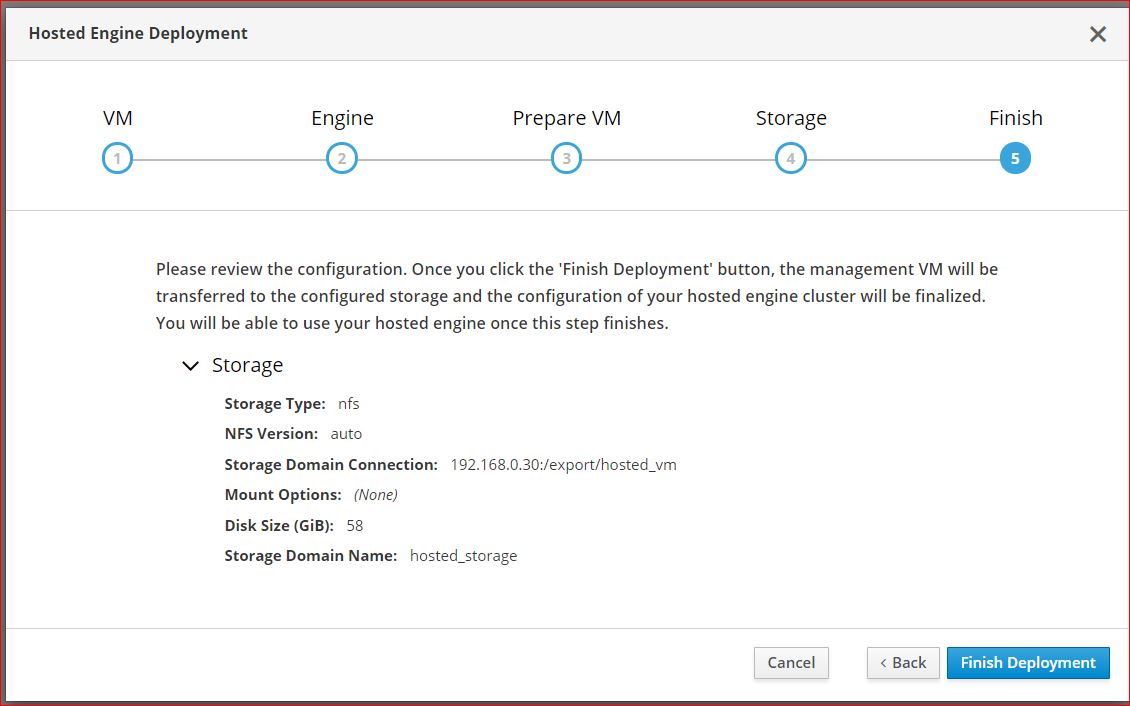 Hosted Engine Deployment
VM
Engine
Prepare VM
Storage
Finish
1
2
3
4
5
Please review the configuration. Once you click the 'Finish Deployment' button, the management VM will be
transferred to the configured storage and the configuration of your hosted engine cluster will be finalized.
You will be able to use your hosted engine once this step finishes.
Storage
Storage Type: nfs
NFS Version: auto
Storage Domain Connection: 192.168.0.30:/export/hosted_vm
Mount Options: (None)
Disk Size (GiB): 58
Storage Domain Name: hosted_storage
Cancel
‹ Back
Finish Deployment